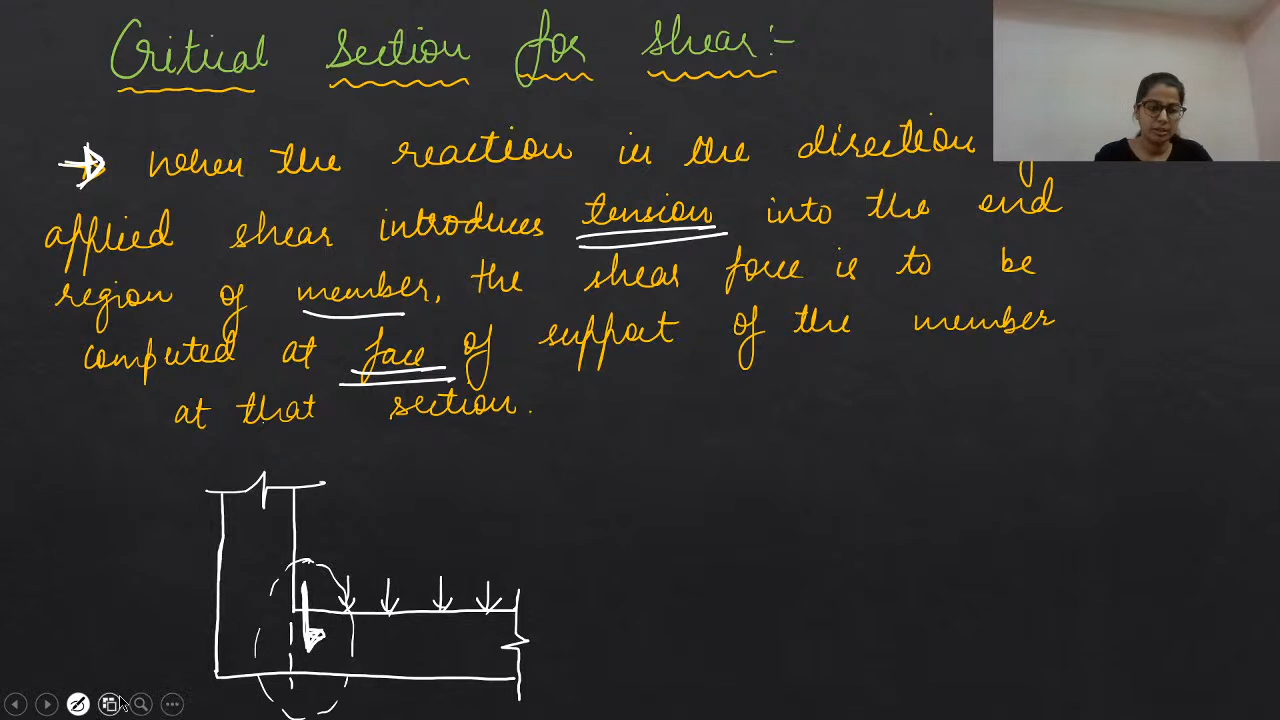 Critical section for shear:-
→ when the reaction in the direction
applied shear introduces tension into the end
region of member, the shear force is to be
computed at face of support of the member
at that section.